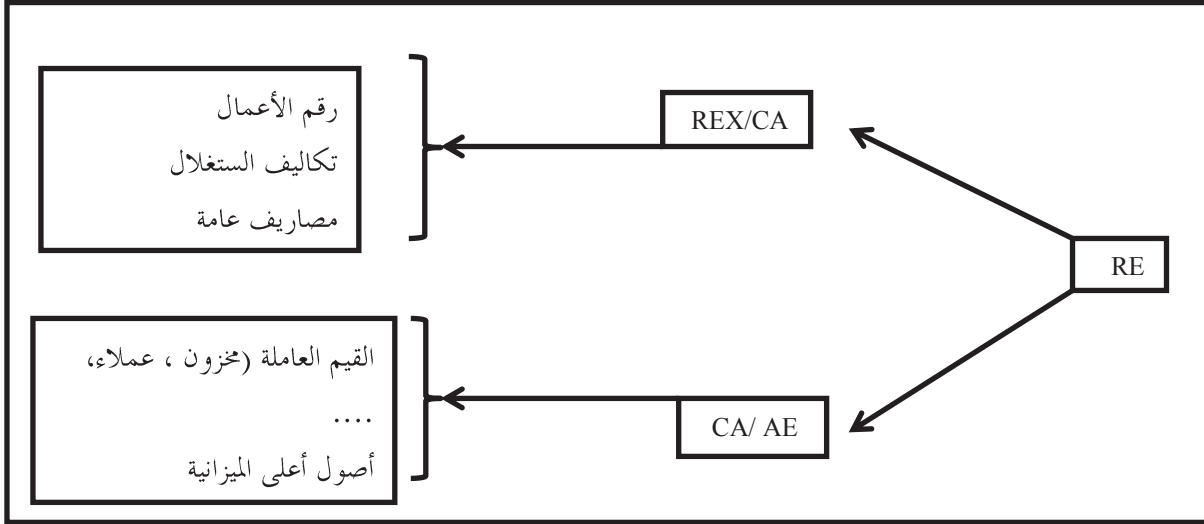 رقم الأعمال
تكاليف الستغلال
مصاريف عامة
REX/CA
RE
القيم العاملة (مخزون ، عملاء،
....
أصول أعلى الميزانية
CA/ AE